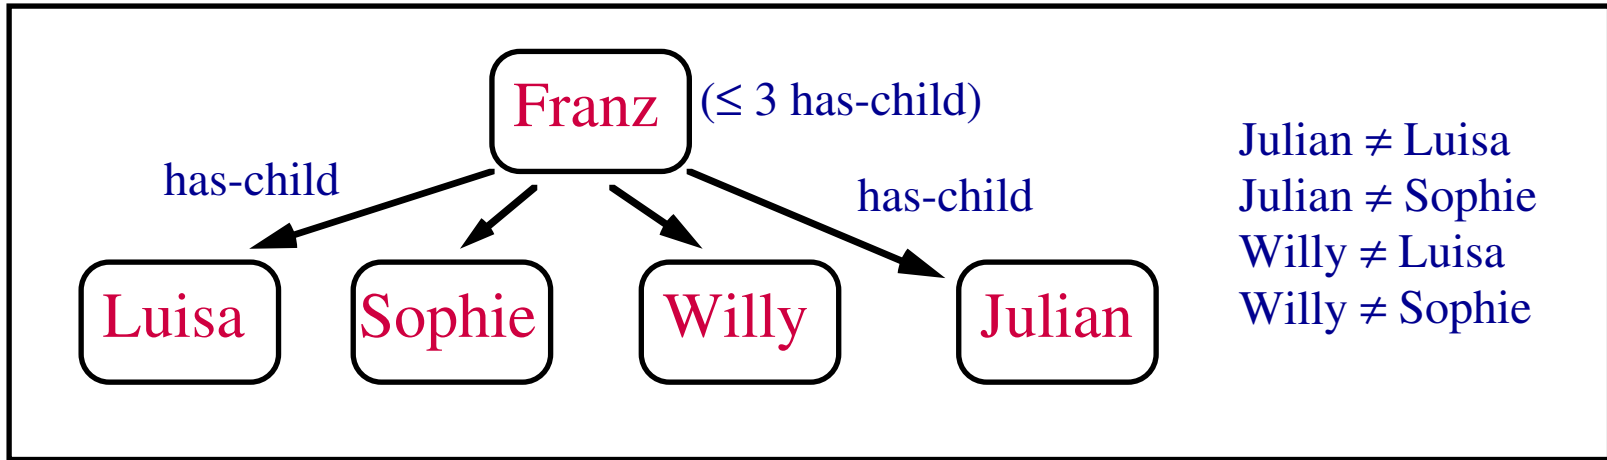 Franz (≤ 3 has-child)
has-child
has-child
Luisa Sophie Willy Julian
Julian ≠ Luisa
Julian ≠ Sophie
Willy ≠ Luisa
Willy ≠ Sophie